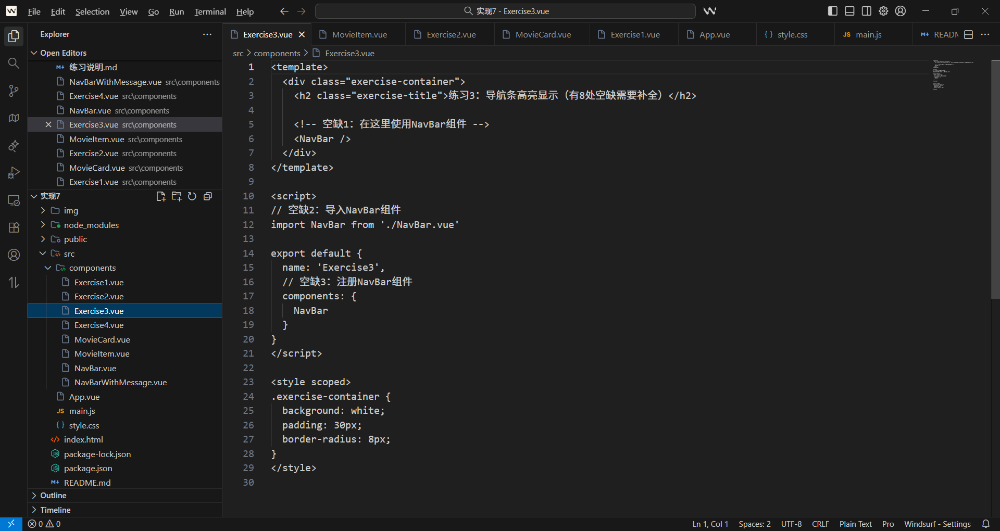 File Edit Selection View Go Run Terminal Help
实现7 - Exercise3.vue
Explorer
Open Editors
练习说明.md
NavBarWithMessage.vue src\components
Exercise4.vue src\components
NavBar.vue src\components
Exercise3.vue src\components
MovieItem.vue src\components
Exercise2.vue src\components
MovieCard.vue src\components
Exercise1.vue src\components
实现7
img
node_modules
public
src
components
Exercise1.vue
Exercise2.vue
Exercise3.vue
Exercise4.vue
MovieCard.vue
MovieItem.vue
NavBar.vue
NavBarWithMessage.vue
App.vue
JS main.js
{ } style.css
</> index.html
package-lock.json
package.json
M↓ README.md
Outline
Timeline
Exercise3.vue MovieItem.vue Exercise2.vue MovieCard.vue Exercise1.vue App.vue { } style.css JS main.js M↓ READM
src > components > Exercise3.vue
1 <template>
2 <div class="exercise-container">
3 <h2 class="exercise-title">练习3：导航条高亮显示（有8处空缺需要补全）</h2>
4
5 <!-- 空缺1：在这里使用NavBar组件 -->
6 <NavBar />
7 </div>
8 </template>
9
10 <script>
11 // 空缺2：导入NavBar组件
12 import NavBar from './NavBar.vue'
13
14 export default {
15 name: 'Exercise3',
16 // 空缺3：注册NavBar组件
17 components: {
18 NavBar
19 }
20 }
21 </script>
22
23 <style scoped>
24 .exercise-container {
25 background: white;
26 padding: 30px;
27 border-radius: 8px;
28 }
29 </style>
30
0 0 Ln 1, Col 1 Spaces: 2 UTF-8 CRLF Plain Text Pro Windsurf - Settings